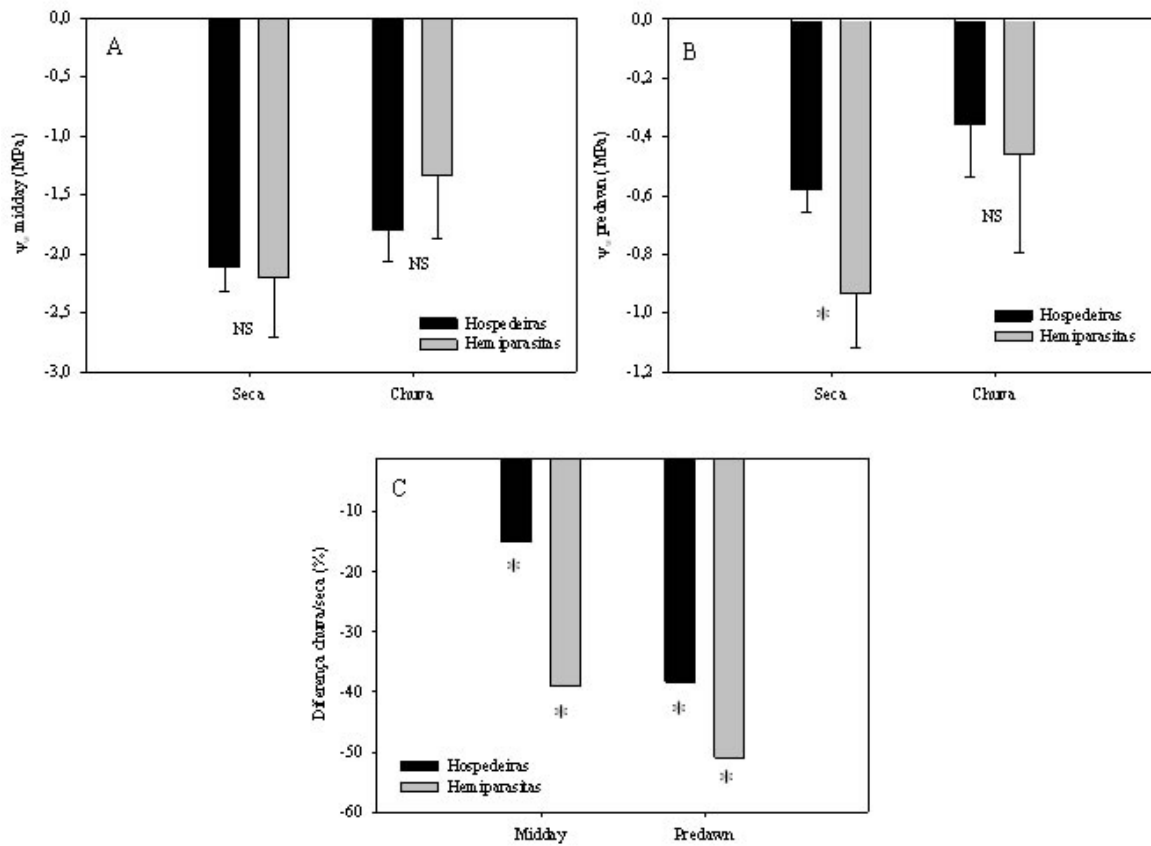 A
0,0
-0,5
-1,0
-1,5
-2,0
-2,5
-3,0
Ψw midday (MPa)
NS
NS
Hospedeiras
Hemiparasitas
Seca
Chuva
B
0,0
-0,2
-0,4
-0,6
-0,8
-1,0
-1,2
Ψw predawn (MPa)
*
NS
Hospedeiras
Hemiparasitas
Seca
Chuva
C
-10
-20
-30
-40
-50
-60
Diferença chuva/seca (%)
*
*
*
*
Hospedeiras
Hemiparasitas
Midday
Predawn